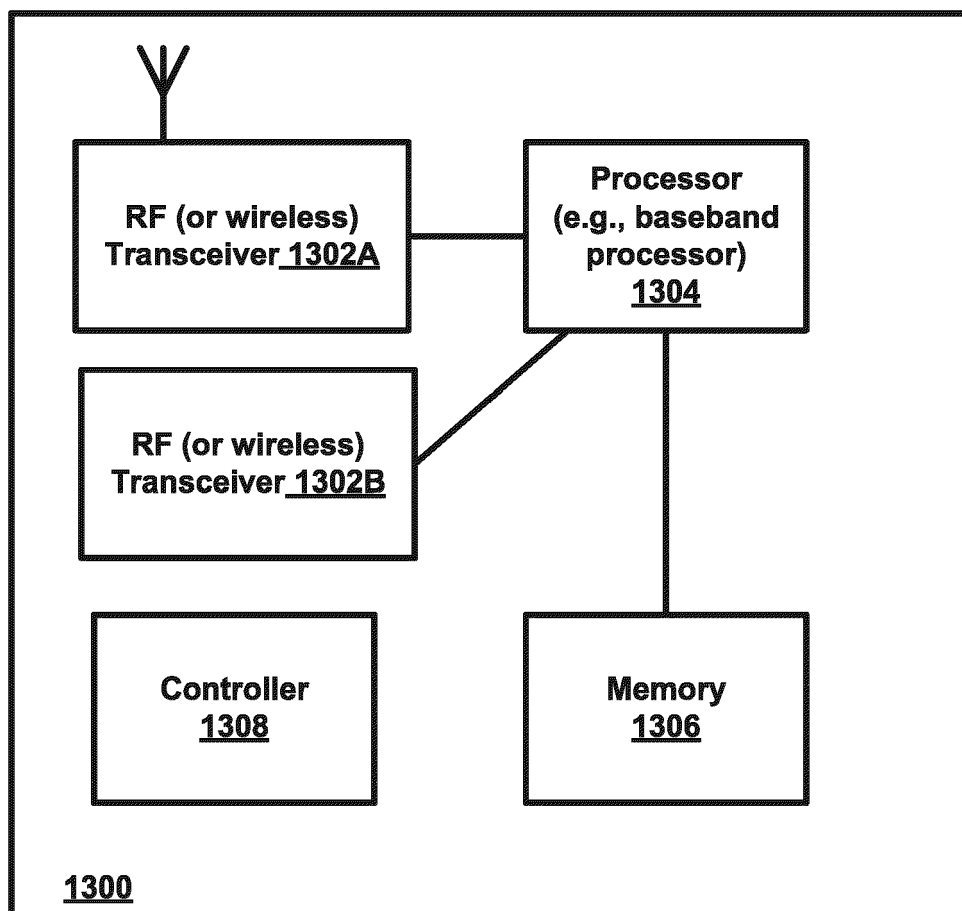 RF (or wireless)
Transceiver 1302A
Processor
(e.g., baseband
processor)
1304
RF (or wireless)
Transceiver 1302B
Controller
1308
Memory
1306
1300